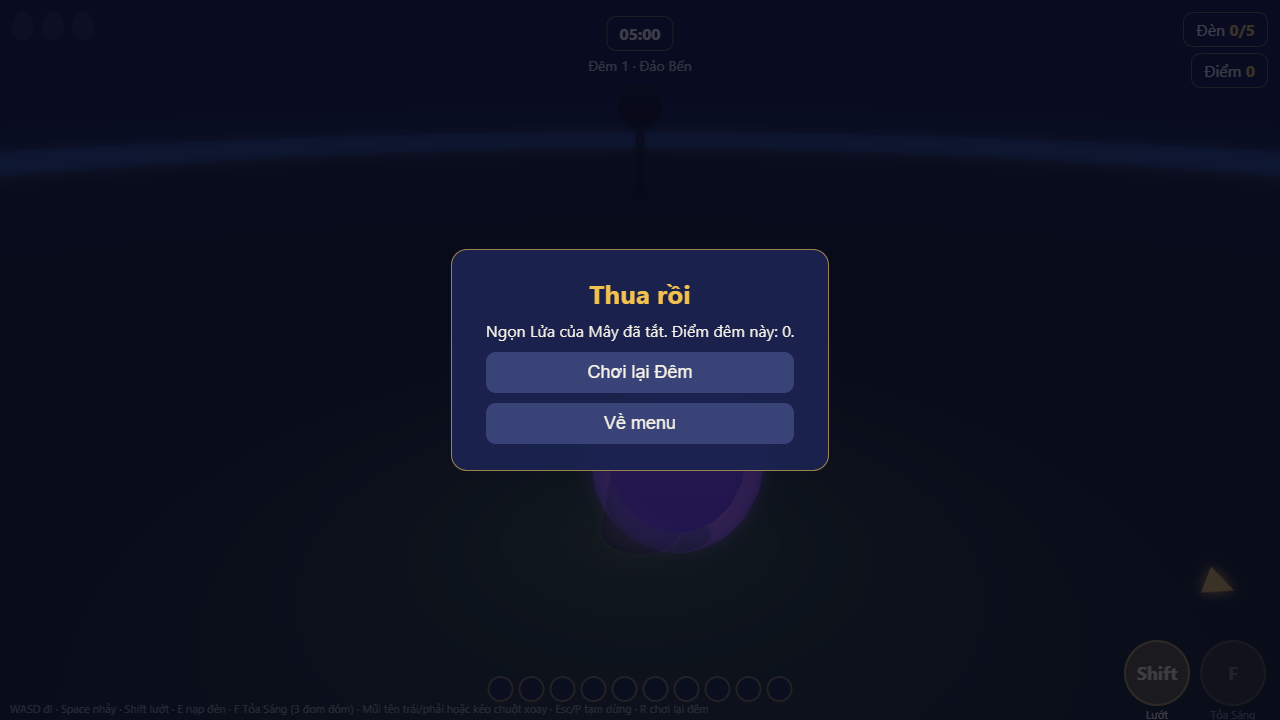 05:00
Đèn 0/5
Đêm 1 · Đảo Bến
Điểm 0
Thua rồi
Ngọn Lửa của Mây đã tắt. Điểm đêm này: 0.
Chơi lại Đêm
Về menu
Shift
F
WASD đi · Space nhảy · Shift lướt · E nạp đèn · F Tỏa Sáng (3 đom đóm) · Mũi tên trái/phải hoặc kéo chuột xoay · Esc/P tạm dừng · R chơi lại đêm
Lướt
Tỏa Sáng